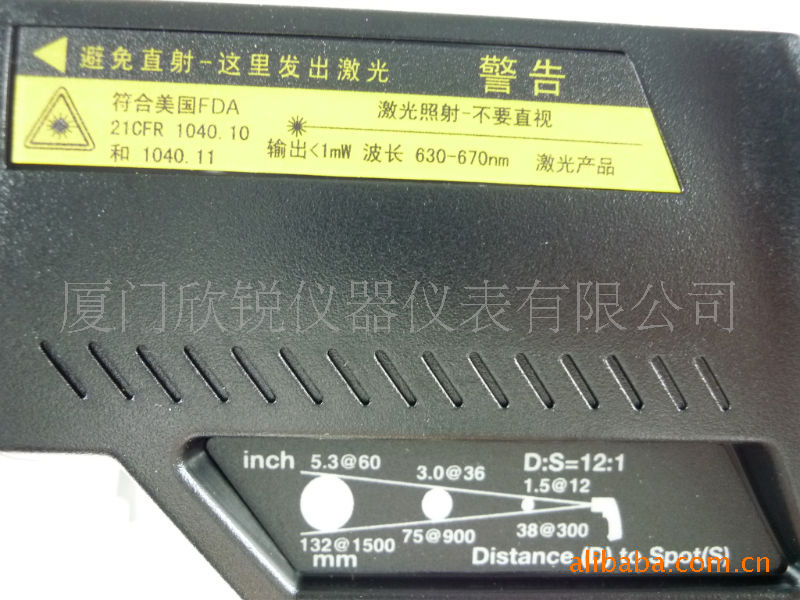 避免直射-这里发出激光 警告
符合美国FDA
21CFR 1040.10
和 1040.11
激光照射-不要直视
输出<1mW 波长 630-670nm 激光产品
厦门欣锐仪器仪表有限公司
inch 5.3@60 3.0@36 D:S=12:1
1.5@12
132@1500 75@900 38@300
mm Distance (D) to Spot(S)
alibaba.com.cn